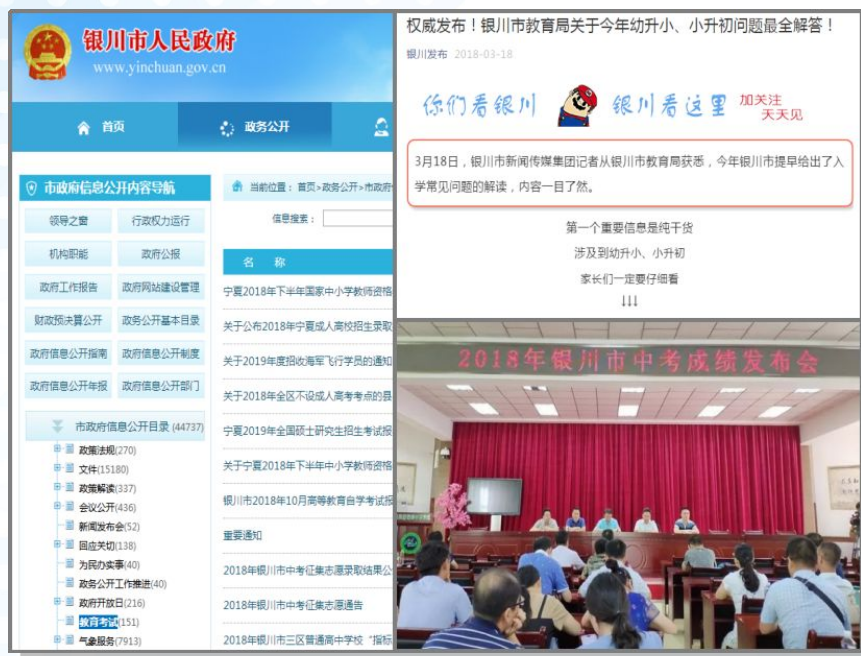 银川市人民政府
www.yinchuan.gov.cn
首页
政务公开
市政府信息公开内容导航
领导之窗
行政权力运行
机构职能
政府公报
政府工作报告
政府网站建设管理
财政预决算公开
政务公开基本目录
政府信息公开指南
政府信息公开制度
政府信息公开年报
政府信息公开部门
市政府信息公开目录 (44737)
政策法规(270)
文件(15180)
政策解读(337)
会议公开(436)
新闻发布会(52)
回应关切(138)
为民办实事(40)
政务公开工作推进(40)
政府开放日(216)
教育考试(151)
气象服务(7913)
当前位置：首页>政务公开>市政府
信息搜索：
名 称
宁夏2018年下半年国家中小学教师资格
关于公布2018年宁夏成人高校招生录取
关于2019年度招收海军飞行学员的通知
关于2018年全区不设成人高考考点的县
宁夏2019年全国硕士研究生招生考试报
关于宁夏2018年下半年中小学教师资格
银川市2018年10月高等教育自学考试报
重要通知
2018年银川市中考征集志愿录取结果公
2018年银川市中考征集志愿通告
2018年银川市三区普通高中学校“指标
权威发布！银川市教育局关于今年幼升小、小升初问题最全解答！
银川发布 2018-03-18
你们看银川 银川看这里 加关注
天天见
3月18日，银川市新闻传媒集团记者从银川市教育局获悉，今年银川市提早给出了入
学常见问题的解读，内容一目了然。
第一个重要信息是纯干货
涉及到幼升小、小升初
家长们一定要仔细看
↓↓↓
2018年银川市中考成绩发布会